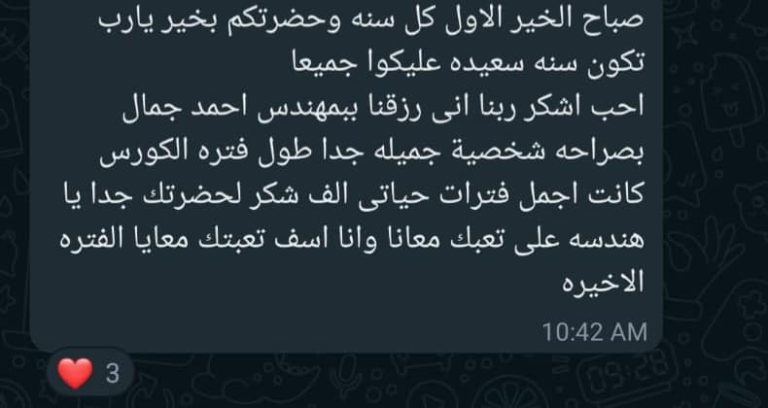 صباح الخير الاول كل سنه وحضرتكم بخير يارب
تكون سنه سعيده عليكوا جميعا
احب اشكر ربنا انى رزقنا ببمهندس احمد جمال
بصراحه شخصية جميله جدا طول فتره الكورس
كانت اجمل فترات حياتى الف شكر لحضرتك جدا يا
هندسه على تعبك معانا وانا اسف تعبتك معايا الفتره
الاخيره
10:42 AM
3